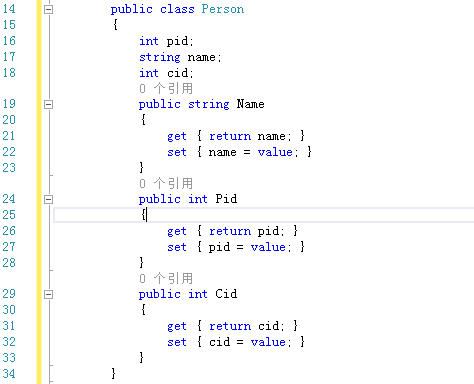 14 public class Person
15 {
16 int pid;
17 string name;
18 int cid;
0 个引用
19 public string Name
20 {
21 get { return name; }
22 set { name = value; }
23 }
0 个引用
24 public int Pid
25 {
26 get { return pid; }
27 set { pid = value; }
28 }
0 个引用
29 public int Cid
30 {
31 get { return cid; }
32 set { cid = value; }
33 }
34 }